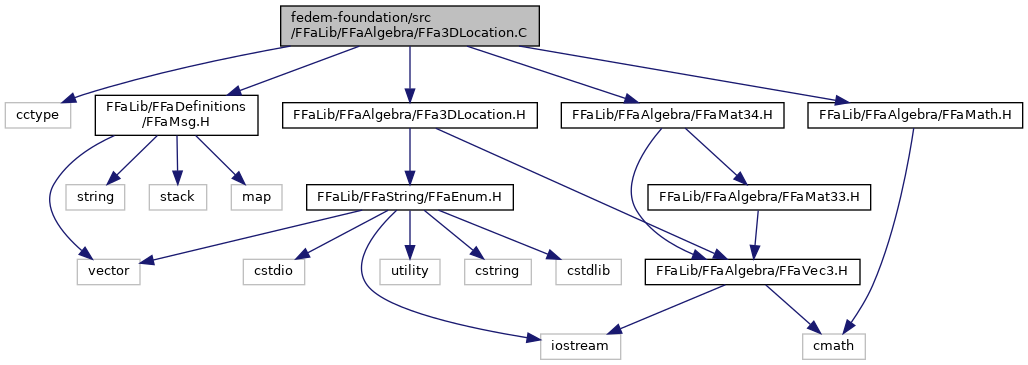 fedem-foundation/src
/FFaLib/FFaAlgebra/FFa3DLocation.C
cctype
FFaLib/FFaDefinitions
/FFaMsg.H
FFaLib/FFaAlgebra/FFa3DLocation.H
FFaLib/FFaAlgebra/FFaMat34.H
FFaLib/FFaAlgebra/FFaMath.H
string
stack
map
FFaLib/FFaString/FFaEnum.H
FFaLib/FFaAlgebra/FFaMat33.H
vector
cstdio
utility
cstring
cstdlib
FFaLib/FFaAlgebra/FFaVec3.H
iostream
cmath